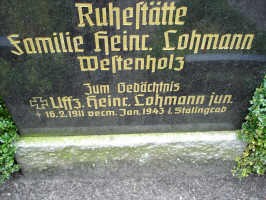 Ruhestätte
Familie Heinr. Lohmann
Westenholz
Zum Gedächtnis
Uffz. Heinr. Lohmann jun.
* 16.2.1911 verm. Jan. 1943 i. Stalingrad